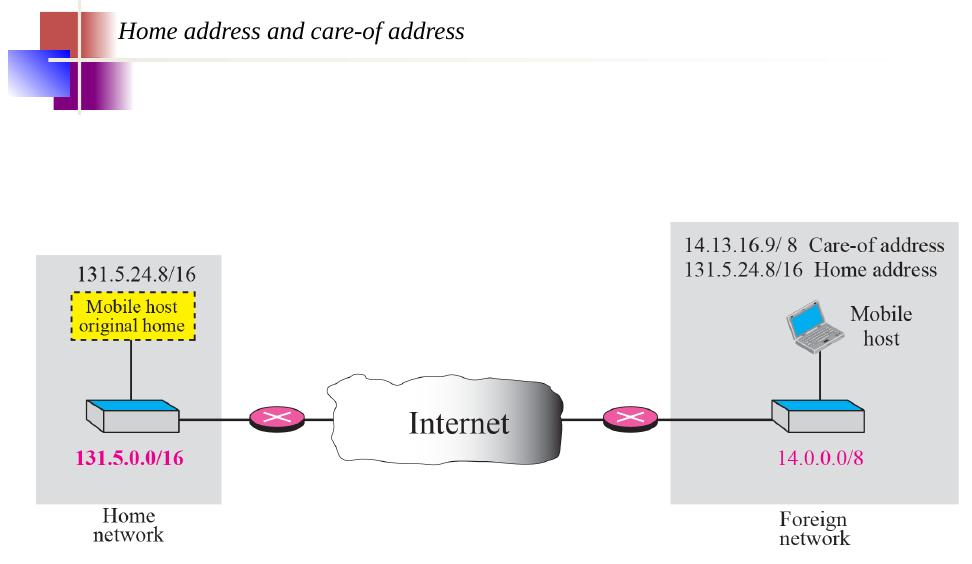 Home address and care-of address
14.13.16.9/ 8 Care-of address
131.5.24.8/16 Home address
131.5.24.8/16
Mobile host
original home
Mobile
host
Internet
131.5.0.0/16
14.0.0.0/8
Home
network
Foreign
network